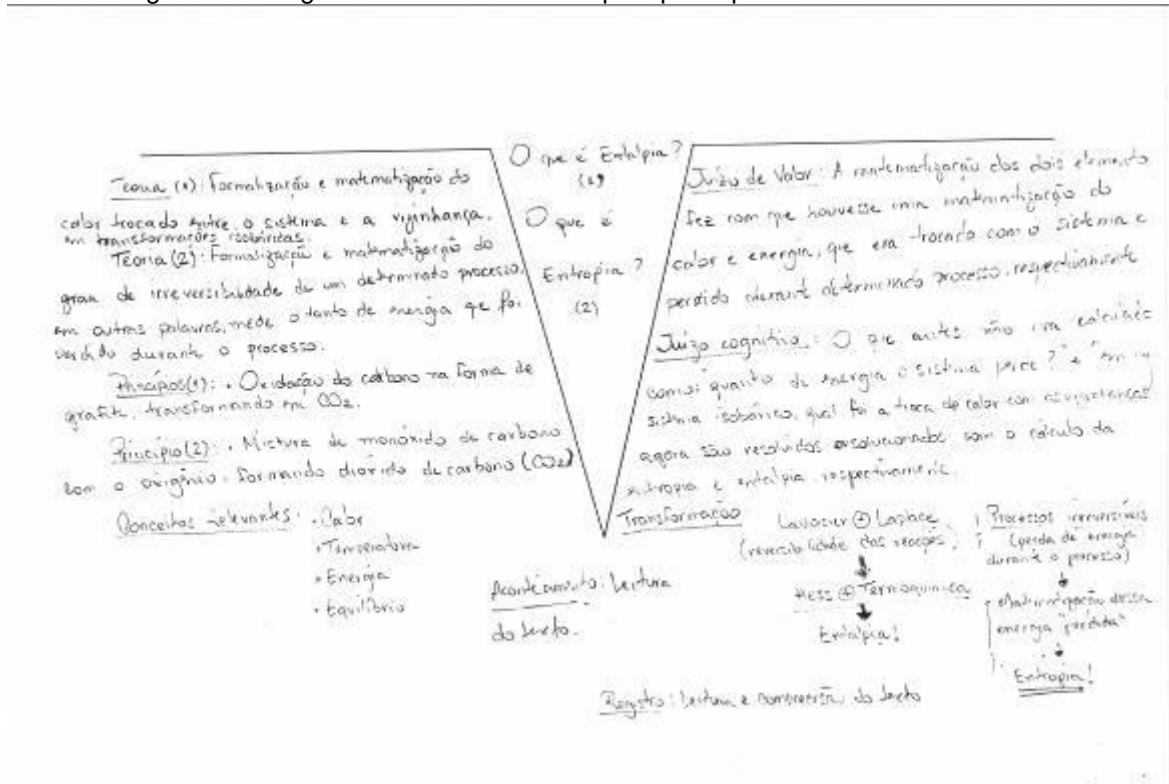 O que é Entalpia?
(1)
O que é
Entropia?
(2)
Teoria (1): Formalização e matematização do
calor trocado entre o sistema e a vizinhança,
em transformações isobáricas.
Teoria (2): Formalização e matematização do
grau de irreversibilidade de um determinado processo,
em outras palavras, mede o tanto de energia que foi
perdido durante o processo.
Princípios(1): • Oxidação do carbono na forma de
grafite, transformando em CO2.
Princípio(2): • Mistura de monóxido de carbono
com o oxigênio, formando dióxido de carbono (CO2)
Conceitos relevantes: • Calor
• Temperatura
• Energia
• Equilíbrio
Acontecimento: Leitura
do texto.
Juízo de Valor: A matematização dos dois elementos
fez com que houvesse uma matematização do
calor e energia, que era trocado com o sistema e
perdido durante determinado processo, respectivamente
Juízo cognitivo: O que antes não era
como: "quanto de energia o sistema perde?" e "em
sistema isobárico, qual foi a troca de calor com
agora são resolvidos e solucionados com o cálculo da
entropia e entalpia respectivamente.
Transformação
Lavoisier ⊕ Laplace
(reversibilidade das reações)
Hess ⊕ Termoquímica
Entalpia!
Processos irreversíveis
(perda de energia
durante o processo)
Matematização dessa
energia "perdida"
Entropia!
Registro: Leitura e compreensão do texto